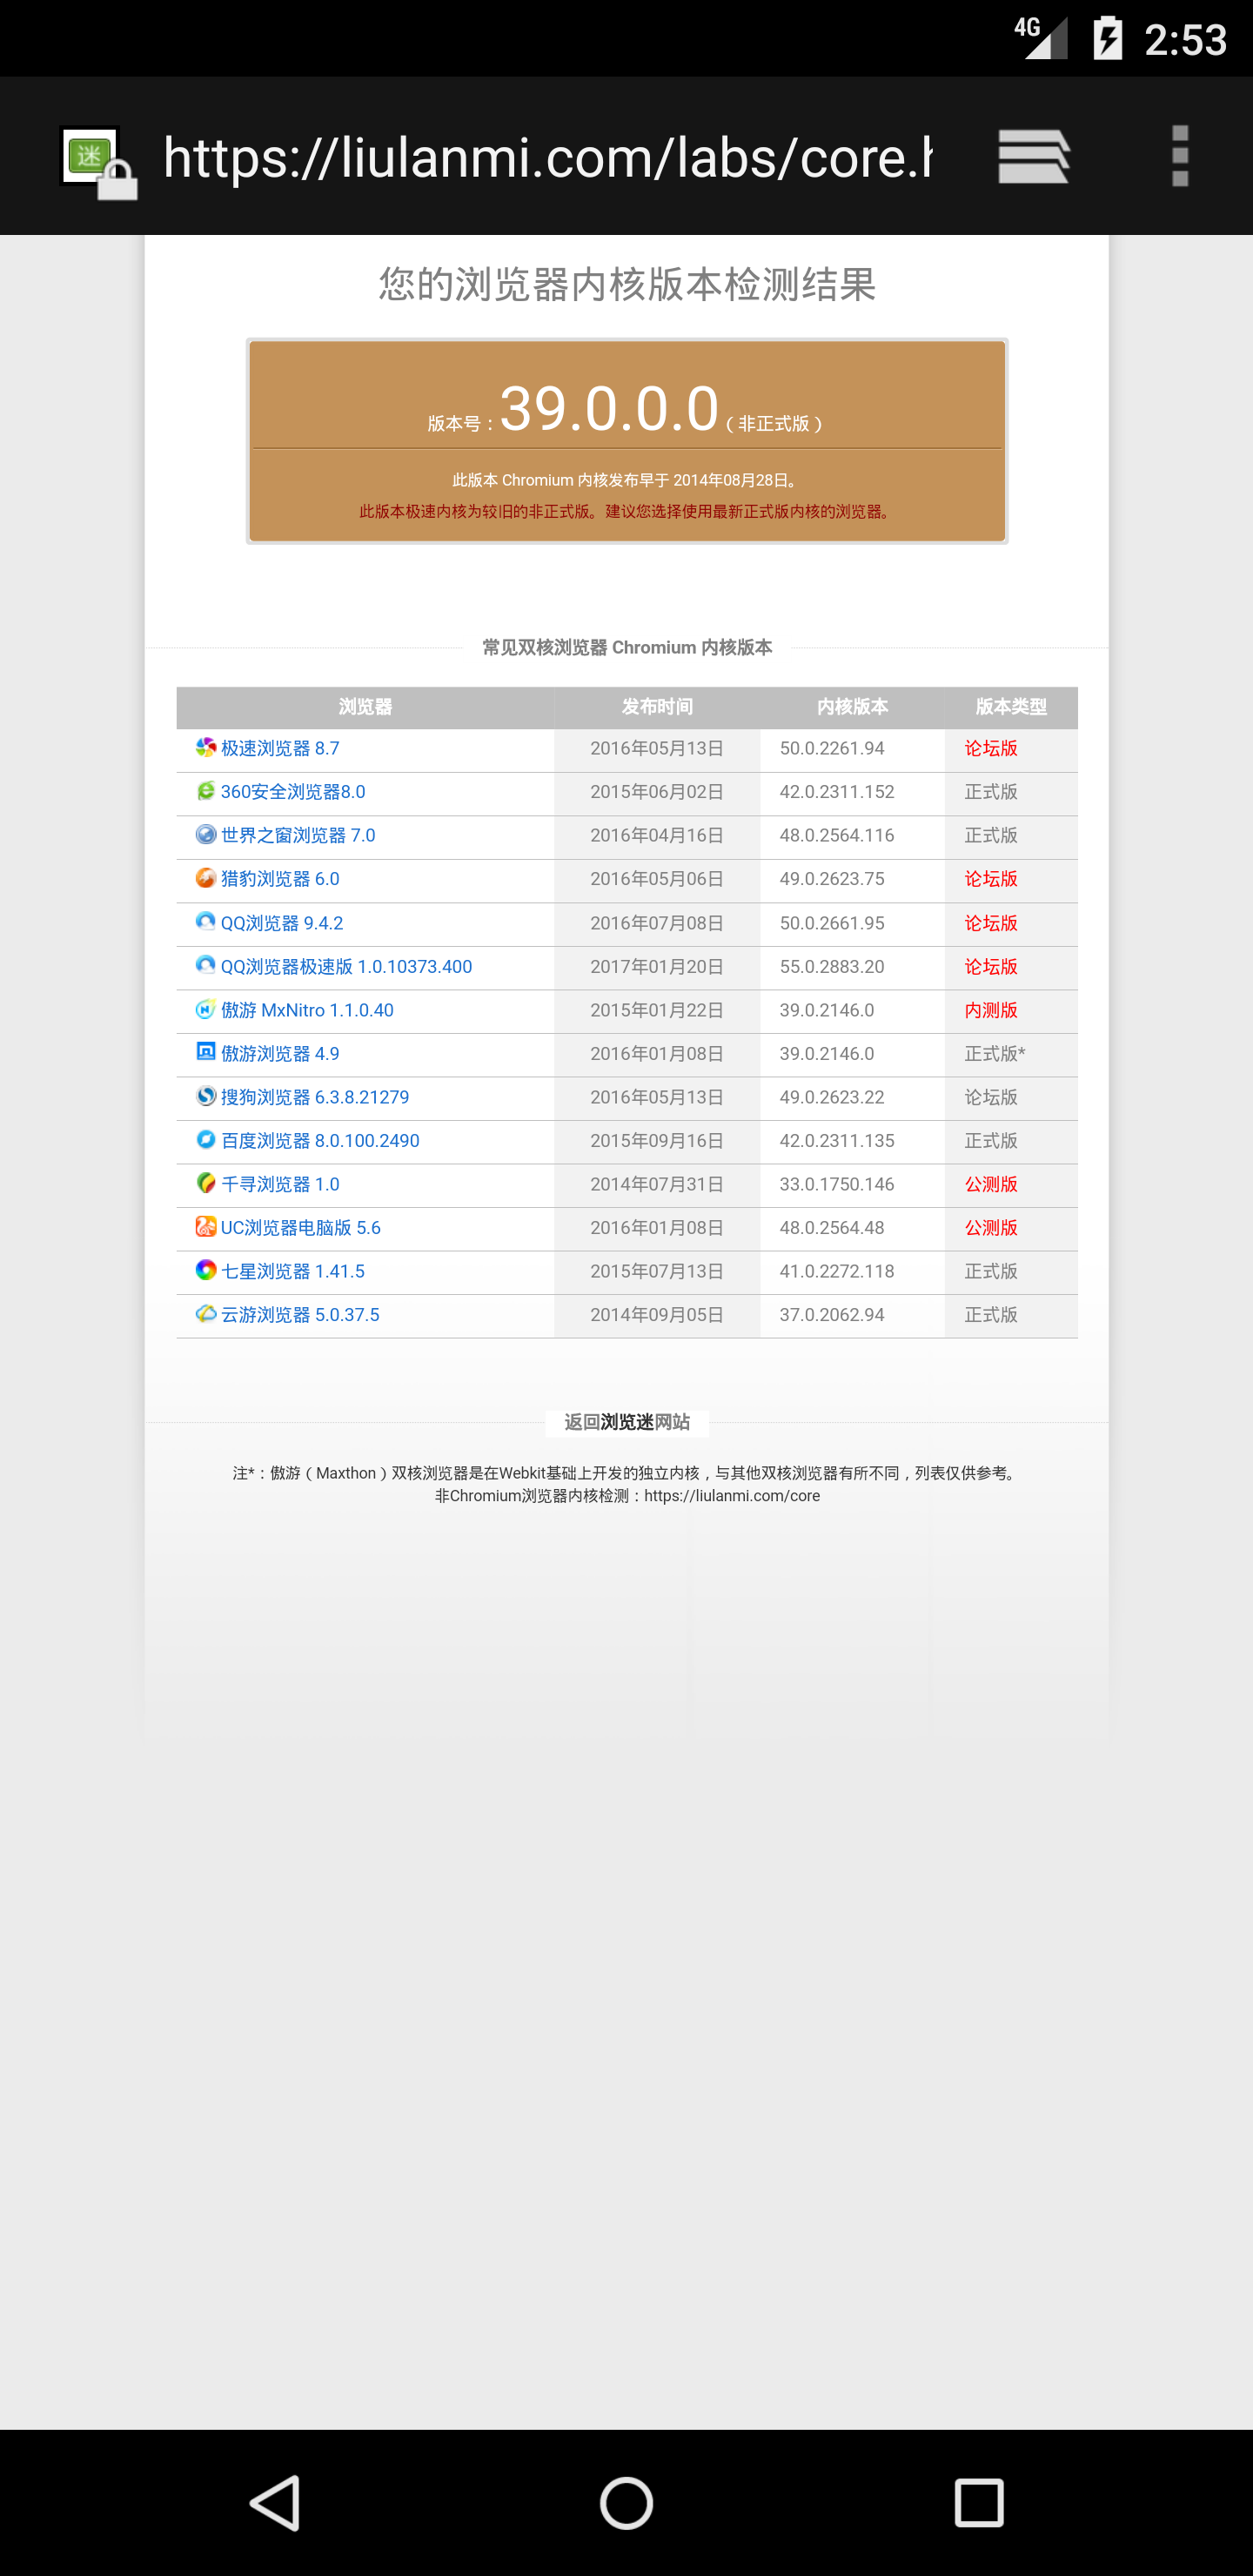 4G 2:53
迷 https://liulanmi.com/labs/core.h
您的浏览器内核版本检测结果
版本号：39.0.0.0（非正式版）
此版本 Chromium 内核发布早于 2014年08月28日。
此版本极速内核为较旧的非正式版。建议您选择使用最新正式版内核的浏览器。
常见双核浏览器 Chromium 内核版本
浏览器 发布时间 内核版本 版本类型
极速浏览器 8.7 2016年05月13日 50.0.2261.94 论坛版
360安全浏览器8.0 2015年06月02日 42.0.2311.152 正式版
世界之窗浏览器 7.0 2016年04月16日 48.0.2564.116 正式版
猎豹浏览器 6.0 2016年05月06日 49.0.2623.75 论坛版
QQ浏览器 9.4.2 2016年07月08日 50.0.2661.95 论坛版
QQ浏览器极速版 1.0.10373.400 2017年01月20日 55.0.2883.20 论坛版
傲游 MxNitro 1.1.0.40 2015年01月22日 39.0.2146.0 内测版
傲游浏览器 4.9 2016年01月08日 39.0.2146.0 正式版*
搜狗浏览器 6.3.8.21279 2016年05月13日 49.0.2623.22 论坛版
百度浏览器 8.0.100.2490 2015年09月16日 42.0.2311.135 正式版
千寻浏览器 1.0 2014年07月31日 33.0.1750.146 公测版
UC浏览器电脑版 5.6 2016年01月08日 48.0.2564.48 公测版
七星浏览器 1.41.5 2015年07月13日 41.0.2272.118 正式版
云游浏览器 5.0.37.5 2014年09月05日 37.0.2062.94 正式版
返回浏览迷网站
注*：傲游（Maxthon）双核浏览器是在Webkit基础上开发的独立内核，与其他双核浏览器有所不同，列表仅供参考。
非Chromium浏览器内核检测：https://liulanmi.com/core